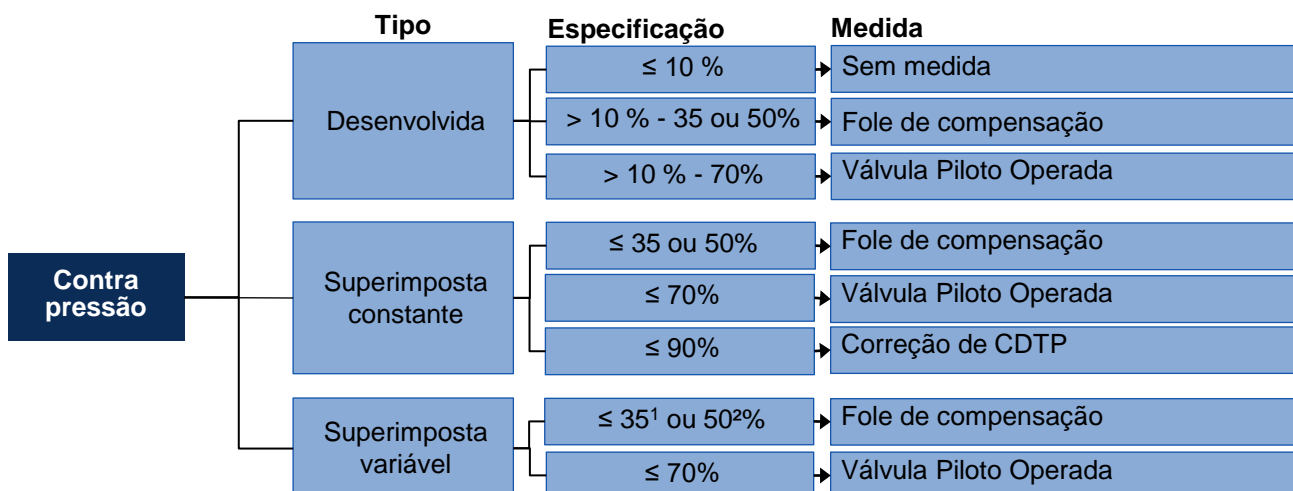 Tipo
Especificação
Medida
Contra
pressão
Desenvolvida
≤ 10 %
Sem medida
> 10 % - 35 ou 50%
Fole de compensação
> 10 % - 70%
Válvula Piloto Operada
Superimposta
constante
≤ 35 ou 50%
Fole de compensação
≤ 70%
Válvula Piloto Operada
≤ 90%
Correção de CDTP
Superimposta
variável
≤ 35¹ ou 50²%
Fole de compensação
≤ 70%
Válvula Piloto Operada